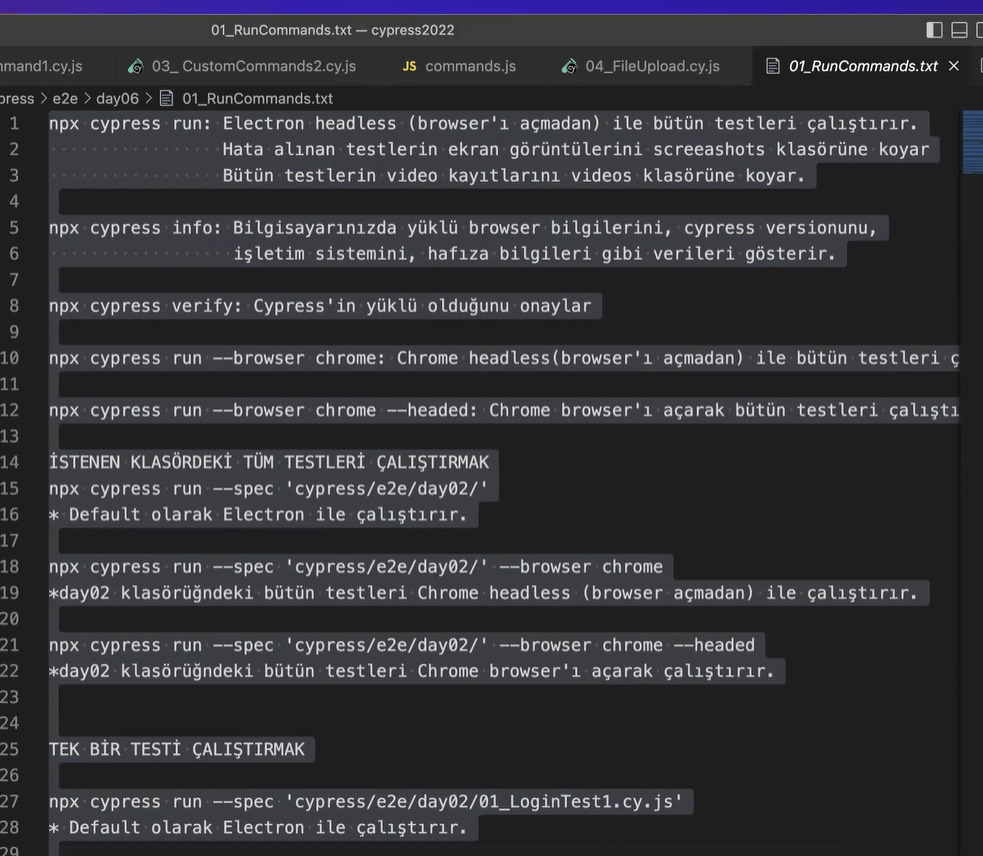 01_RunCommands.txt — cypress2022
mmand1.cy.js 03_ CustomCommands2.cy.js JS commands.js 04_FileUpload.cy.js 01_RunCommands.txt ×
press > e2e > day06 > 01_RunCommands.txt
1 npx cypress run: Electron headless (browser'ı açmadan) ile bütün testleri çalıştırır.
2 Hata alınan testlerin ekran görüntülerini screeashots klasörüne koyar
3 Bütün testlerin video kayıtlarını videos klasörüne koyar.
4
5 npx cypress info: Bilgisayarınızda yüklü browser bilgilerini, cypress versionunu,
6 işletim sistemini, hafıza bilgileri gibi verileri gösterir.
7
8 npx cypress verify: Cypress'in yüklü olduğunu onaylar
9
10 npx cypress run --browser chrome: Chrome headless(browser'ı açmadan) ile bütün testleri ç
11
12 npx cypress run --browser chrome --headed: Chrome browser'ı açarak bütün testleri çalıştı
13
14 İSTENEN KLASÖRDEKİ TÜM TESTLERİ ÇALIŞTIRMAK
15 npx cypress run --spec 'cypress/e2e/day02/'
16 * Default olarak Electron ile çalıştırır.
17
18 npx cypress run --spec 'cypress/e2e/day02/' --browser chrome
19 *day02 klasörüğndeki bütün testleri Chrome headless (browser açmadan) ile çalıştırır.
20
21 npx cypress run --spec 'cypress/e2e/day02/' --browser chrome --headed
22 *day02 klasörüğndeki bütün testleri Chrome browser'ı açarak çalıştırır.
23
24
25 TEK BİR TESTİ ÇALIŞTIRMAK
26
27 npx cypress run --spec 'cypress/e2e/day02/01_LoginTest1.cy.js'
28 * Default olarak Electron ile çalıştırır.
29